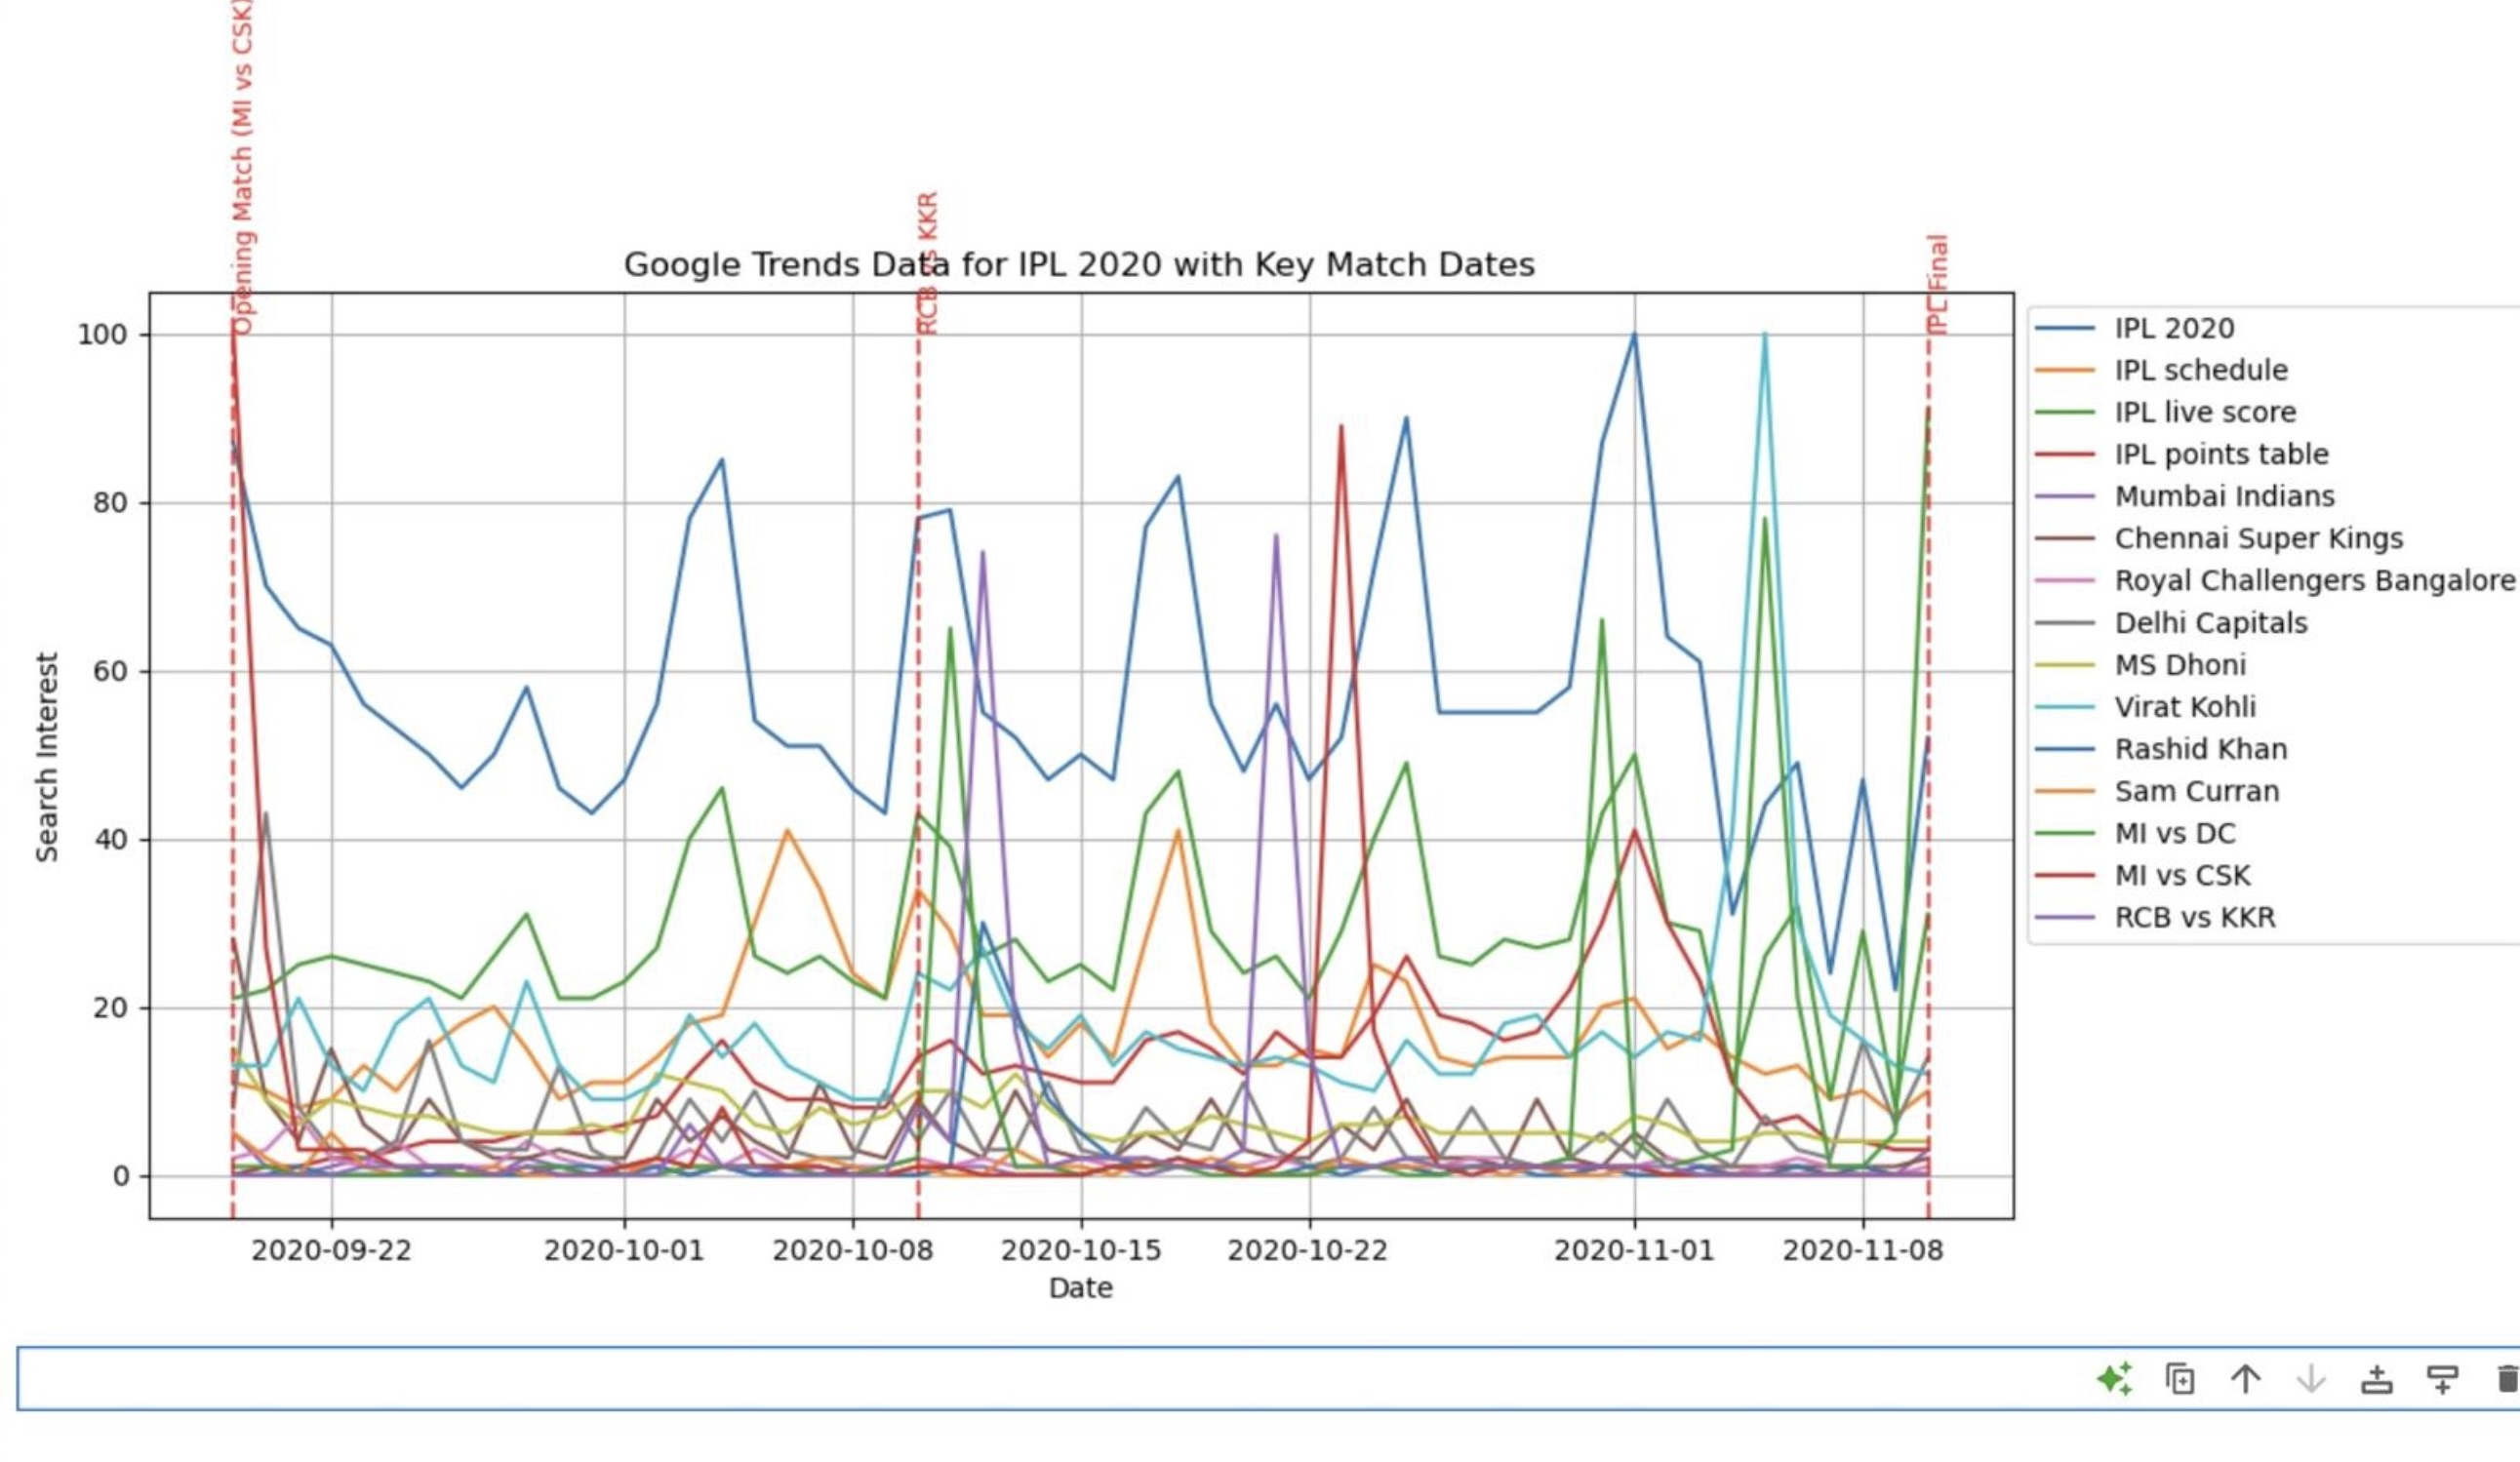 Opening Match (MI vs CSK)
RCB vs KKR
IPL Final
Google Trends Data for IPL 2020 with Key Match Dates
100
80
60
40
20
0
Search Interest
2020-09-22
2020-10-01
2020-10-08
2020-10-15
2020-10-22
2020-11-01
2020-11-08
Date
IPL 2020
IPL schedule
IPL live score
IPL points table
Mumbai Indians
Chennai Super Kings
Royal Challengers Bangalore
Delhi Capitals
MS Dhoni
Virat Kohli
Rashid Khan
Sam Curran
MI vs DC
MI vs CSK
RCB vs KKR